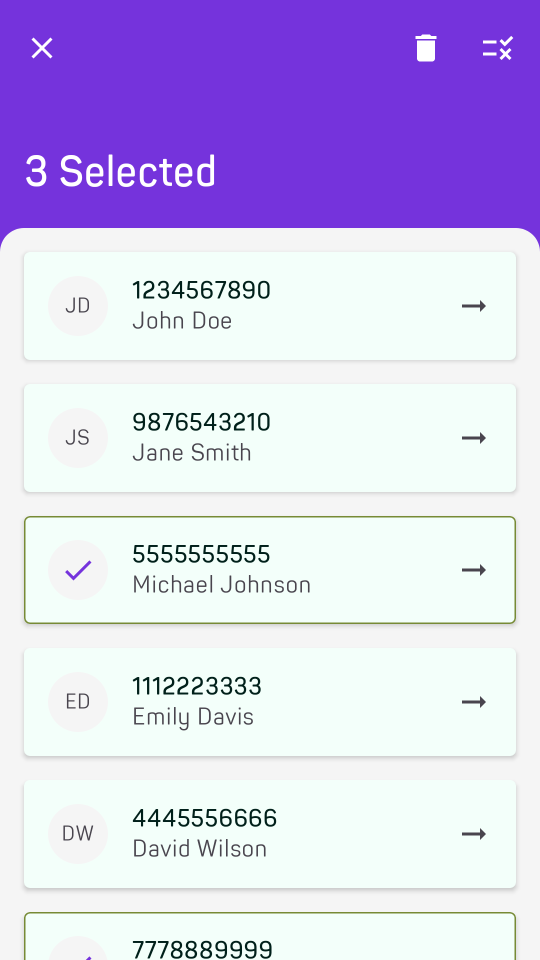 3 Selected
JD
1234567890
John Doe
JS
9876543210
Jane Smith
5555555555
Michael Johnson
ED
1112223333
Emily Davis
DW
4445556666
David Wilson
7778889999